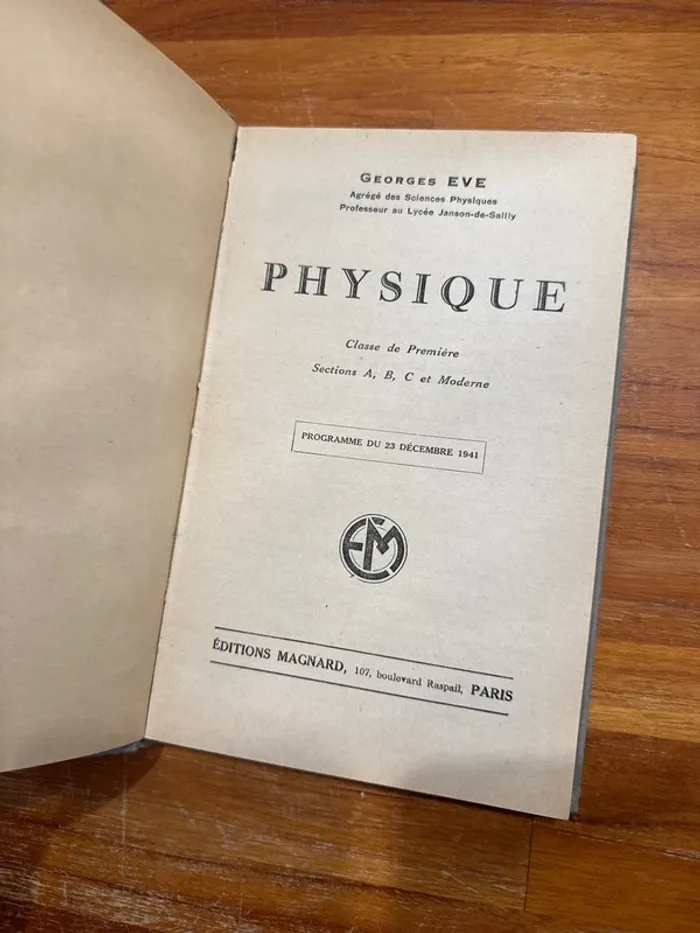 GEORGES EVE
Agrégé des Sciences Physiques
Professeur au Lycée Janson-de-Sailly
PHYSIQUE
Classe de Première
Sections A, B, C et Moderne
PROGRAMME DU 23 DÉCEMBRE 1941
EM
ÉDITIONS MAGNARD, 107, boulevard Raspail, PARIS